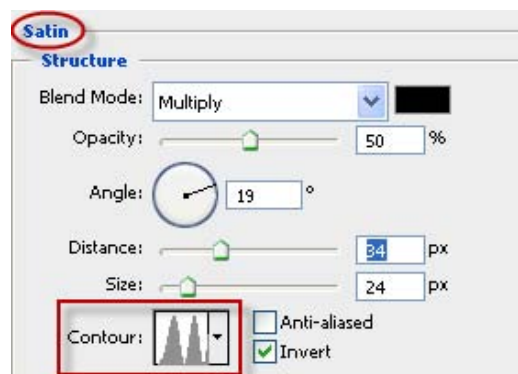 Satin
Structure
Blend Mode: Multiply
Opacity: 50 %
Angle: 19 °
Distance: 34 px
Size: 24 px
Contour: Anti-aliased
Invert